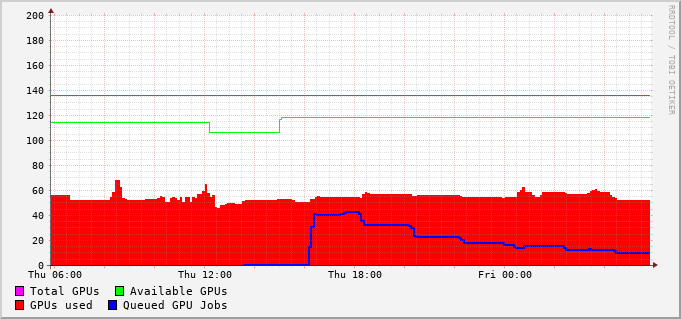 200
180
160
140
120
100
80
60
40
20
0
Thu 06:00 Thu 12:00 Thu 18:00 Fri 00:00
Total GPUs Available GPUs
GPUs used Queued GPU Jobs
RRDTOOL / TOBI OETIKER